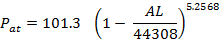 P_at = 101.3 (1 − AL/44308)^5.2568